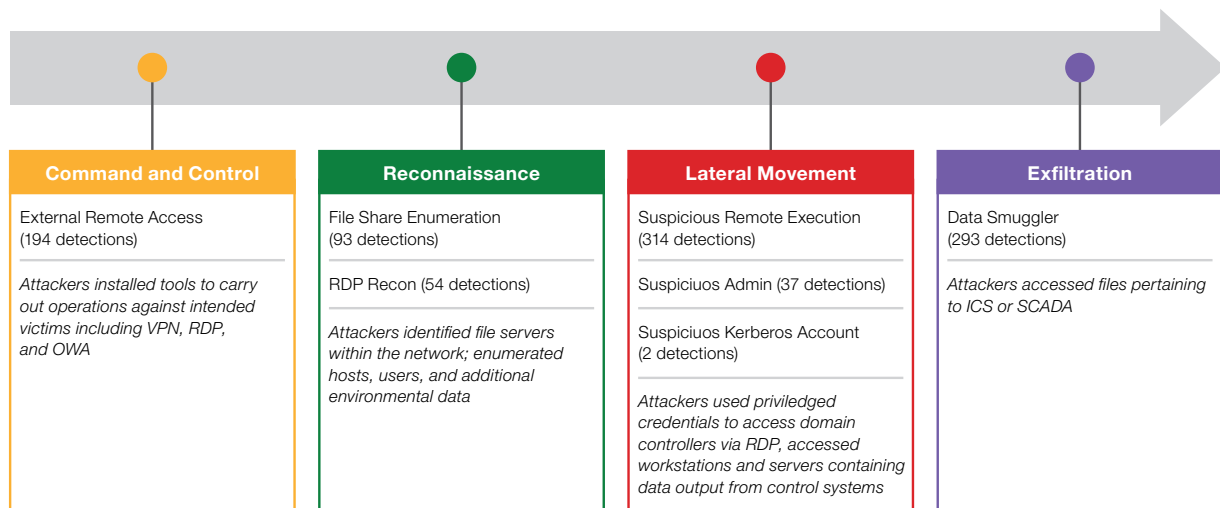 Command and Control
External Remote Access
(194 detections)
Attackers installed tools to carry
out operations against intended
victims including VPN, RDP,
and OWA
Reconnaissance
File Share Enumeration
(93 detections)
RDP Recon (54 detections)
Attackers identified file servers
within the network; enumerated
hosts, users, and additional
environmental data
Lateral Movement
Suspicious Remote Execution
(314 detections)
Suspiciuos Admin (37 detections)
Suspiciuos Kerberos Account
(2 detections)
Attackers used priviledged
credentials to access domain
controllers via RDP, accessed
workstations and servers containing
data output from control systems
Exfiltration
Data Smuggler
(293 detections)
Attackers accessed files pertaining
to ICS or SCADA